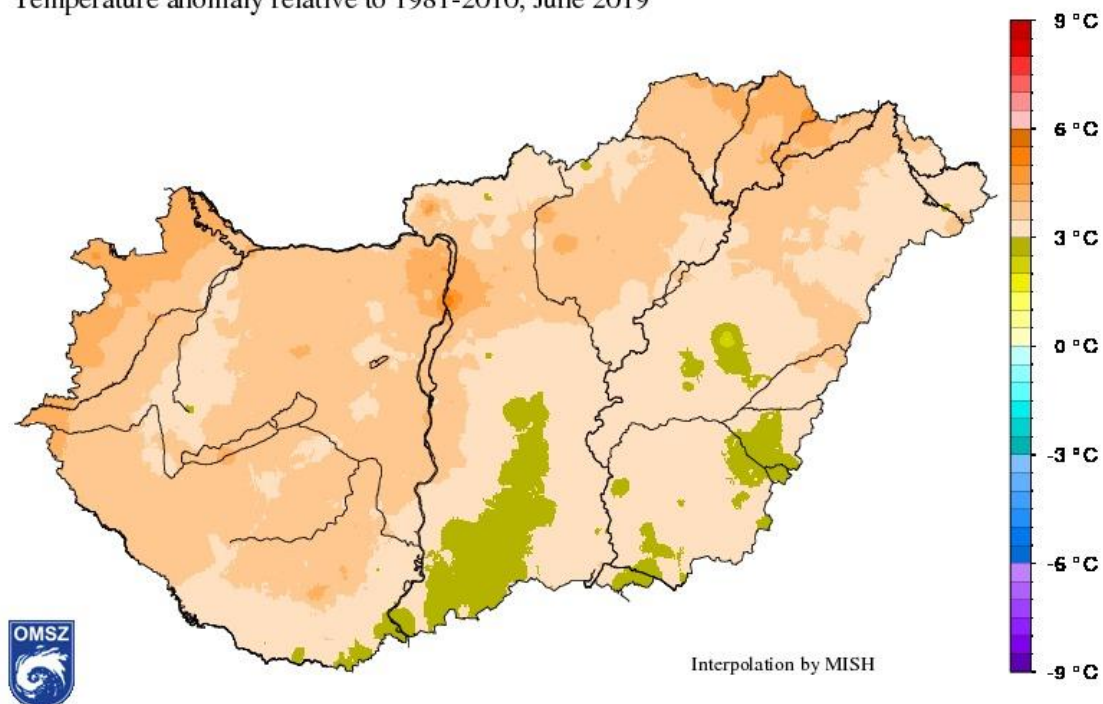 Temperature anomaly relative to 1981-2010, June 2019
9 °C
6 °C
3 °C
0 °C
-3 °C
-6 °C
-9 °C
OMSZ
Interpolation by MISH